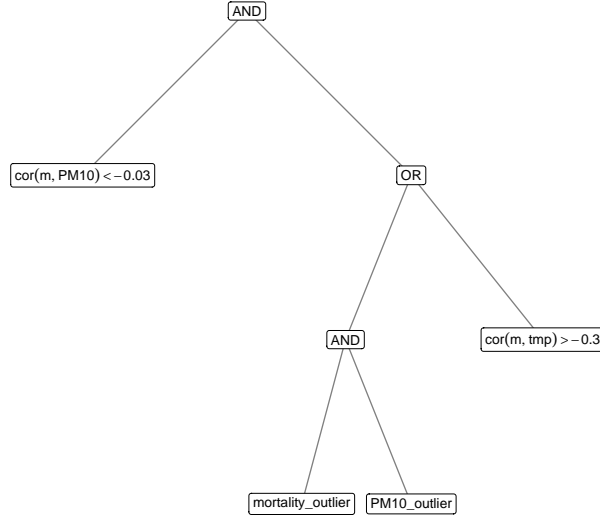 AND
cor(m, PM10) <−0.03
OR
AND
cor(m, tmp) >−0.3
mortality_outlier
PM10_outlier